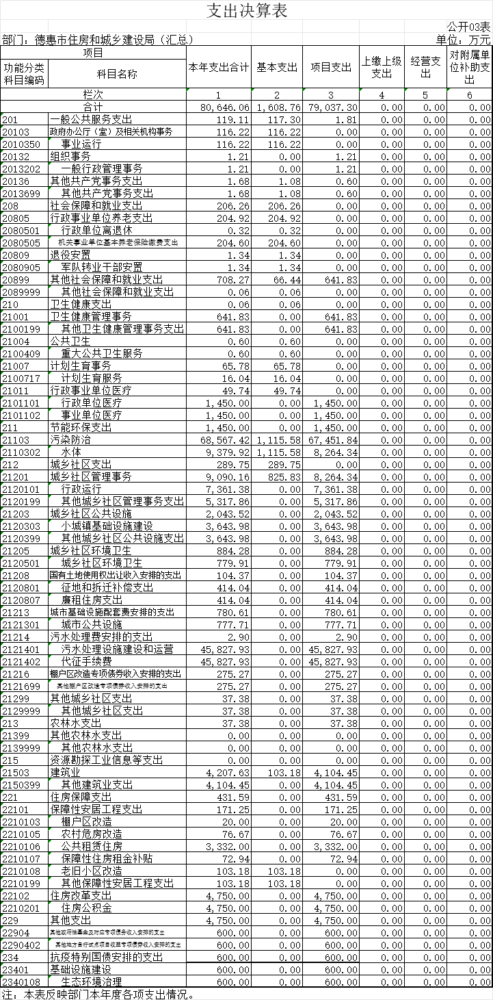 支出决算表
公开03表
部门：德惠市住房和城乡建设局（汇总） 单位：万元
项目 本年支出合计 基本支出 项目支出 上缴上级支出 经营支出 对附属单位补助支出
功能分类科目编码 科目名称
栏次 1 2 3 4 5 6
合计 80,646.06 1,608.76 79,037.30 0.00 0.00 0.00
201 一般公共服务支出 119.11 117.30 1.81 0.00 0.00 0.00
20103 政府办公厅（室）及相关机构事务 116.22 116.22 0.00 0.00 0.00 0.00
2010350 事业运行 116.22 116.22 0.00 0.00 0.00 0.00
20132 组织事务 1.21 0.00 1.21 0.00 0.00 0.00
2013202 一般行政管理事务 1.21 0.00 1.21 0.00 0.00 0.00
20136 其他共产党事务支出 1.68 1.08 0.60 0.00 0.00 0.00
2013699 其他共产党事务支出 1.68 1.08 0.60 0.00 0.00 0.00
208 社会保障和就业支出 206.26 206.26 0.00 0.00 0.00 0.00
20805 行政事业单位养老支出 204.92 204.92 0.00 0.00 0.00 0.00
2080501 行政单位离退休 0.32 0.32 0.00 0.00 0.00 0.00
2080505 机关事业单位基本养老保险缴费支出 204.60 204.60 0.00 0.00 0.00 0.00
20809 退役安置 1.34 1.34 0.00 0.00 0.00 0.00
2080905 军队转业干部安置 1.34 1.34 0.00 0.00 0.00 0.00
20899 其他社会保障和就业支出 708.27 66.44 641.83 0.00 0.00 0.00
2089999 其他社会保障和就业支出 0.06 0.06 0.00 0.00 0.00 0.00
210 卫生健康支出 0.06 0.06 0.00 0.00 0.00 0.00
21001 卫生健康管理事务 641.83 0.00 641.83 0.00 0.00 0.00
2100199 其他卫生健康管理事务支出 641.83 0.00 641.83 0.00 0.00 0.00
21004 公共卫生 0.60 0.60 0.00 0.00 0.00 0.00
2100409 重大公共卫生服务 0.60 0.60 0.00 0.00 0.00 0.00
21007 计划生育事务 65.78 65.78 0.00 0.00 0.00 0.00
2100717 计划生育服务 16.04 16.04 0.00 0.00 0.00 0.00
21011 行政事业单位医疗 49.74 49.74 0.00 0.00 0.00 0.00
2101101 行政单位医疗 1,450.00 0.00 1,450.00 0.00 0.00 0.00
2101102 事业单位医疗 1,450.00 0.00 1,450.00 0.00 0.00 0.00
211 节能环保支出 1,450.00 0.00 1,450.00 0.00 0.00 0.00
21103 污染防治 68,567.42 1,115.58 67,451.84 0.00 0.00 0.00
2110302 水体 9,379.92 1,115.58 8,264.34 0.00 0.00 0.00
212 城乡社区支出 289.75 289.75 0.00 0.00 0.00 0.00
21201 城乡社区管理事务 9,090.16 825.83 8,264.34 0.00 0.00 0.00
2120101 行政运行 7,361.38 0.00 7,361.38 0.00 0.00 0.00
2120199 其他城乡社区管理事务支出 5,317.86 0.00 5,317.86 0.00 0.00 0.00
21203 城乡社区公共设施 2,043.52 0.00 2,043.52 0.00 0.00 0.00
2120303 小城镇基础设施建设 3,643.98 0.00 3,643.98 0.00 0.00 0.00
2120399 其他城乡社区公共设施支出 3,643.98 0.00 3,643.98 0.00 0.00 0.00
21205 城乡社区环境卫生 884.28 0.00 884.28 0.00 0.00 0.00
2120501 城乡社区环境卫生 779.91 0.00 779.91 0.00 0.00 0.00
21208 国有土地使用权出让收入安排的支出 104.37 0.00 104.37 0.00 0.00 0.00
2120801 征地和拆迁补偿支出 414.04 0.00 414.04 0.00 0.00 0.00
2120807 廉租住房支出 414.04 0.00 414.04 0.00 0.00 0.00
21213 城市基础设施配套费安排的支出 780.61 0.00 780.61 0.00 0.00 0.00
2121301 城市公共设施 777.71 0.00 777.71 0.00 0.00 0.00
21214 污水处理费安排的支出 2.90 0.00 2.90 0.00 0.00 0.00
2121401 污水处理设施建设和运营 45,827.93 0.00 45,827.93 0.00 0.00 0.00
2121402 代征手续费 45,827.93 0.00 45,827.93 0.00 0.00 0.00
21216 棚户区改造专项债券收入安排的支出 275.27 0.00 275.27 0.00 0.00 0.00
2121699 其他棚户区改造专项债券收入安排的支出 275.27 0.00 275.27 0.00 0.00 0.00
21299 其他城乡社区支出 37.38 0.00 37.38 0.00 0.00 0.00
2129999 其他城乡社区支出 37.38 0.00 37.38 0.00 0.00 0.00
213 农林水支出 37.38 0.00 37.38 0.00 0.00 0.00
21399 其他农林水支出 0.00 0.00 0.00 0.00 0.00 0.00
2139999 其他农林水支出 0.00 0.00 0.00 0.00 0.00 0.00
215 资源勘探工业信息等支出 0.00 0.00 0.00 0.00 0.00 0.00
21503 建筑业 4,207.63 103.18 4,104.45 0.00 0.00 0.00
2150399 其他建筑业支出 4,104.45 0.00 4,104.45 0.00 0.00 0.00
221 住房保障支出 431.59 0.00 431.59 0.00 0.00 0.00
22101 保障性安居工程支出 171.25 0.00 171.25 0.00 0.00 0.00
2210103 棚户区改造 20.00 0.00 20.00 0.00 0.00 0.00
2210105 农村危房改造 76.67 0.00 76.67 0.00 0.00 0.00
2210106 公共租赁住房 3,332.00 0.00 3,332.00 0.00 0.00 0.00
2210107 保障性住房租金补贴 72.94 0.00 72.94 0.00 0.00 0.00
2210108 老旧小区改造 103.18 103.18 0.00 0.00 0.00 0.00
2210199 其他保障性安居工程支出 103.18 103.18 0.00 0.00 0.00 0.00
22102 住房改革支出 4,750.00 0.00 4,750.00 0.00 0.00 0.00
2210201 住房公积金 4,750.00 0.00 4,750.00 0.00 0.00 0.00
229 其他支出 4,750.00 0.00 4,750.00 0.00 0.00 0.00
22904 其他政府性基金及对应专项债务收入安排的支出 600.00 0.00 600.00 0.00 0.00 0.00
2290402 其他地方自行试点项目收益专项债券收入安排的支出 600.00 0.00 600.00 0.00 0.00 0.00
234 抗疫特别国债安排的支出 600.00 0.00 600.00 0.00 0.00 0.00
23401 基础设施建设 600.00 0.00 600.00 0.00 0.00 0.00
2340108 生态环境治理 600.00 0.00 600.00 0.00 0.00 0.00
注：本表反映部门本年度各项支出情况。